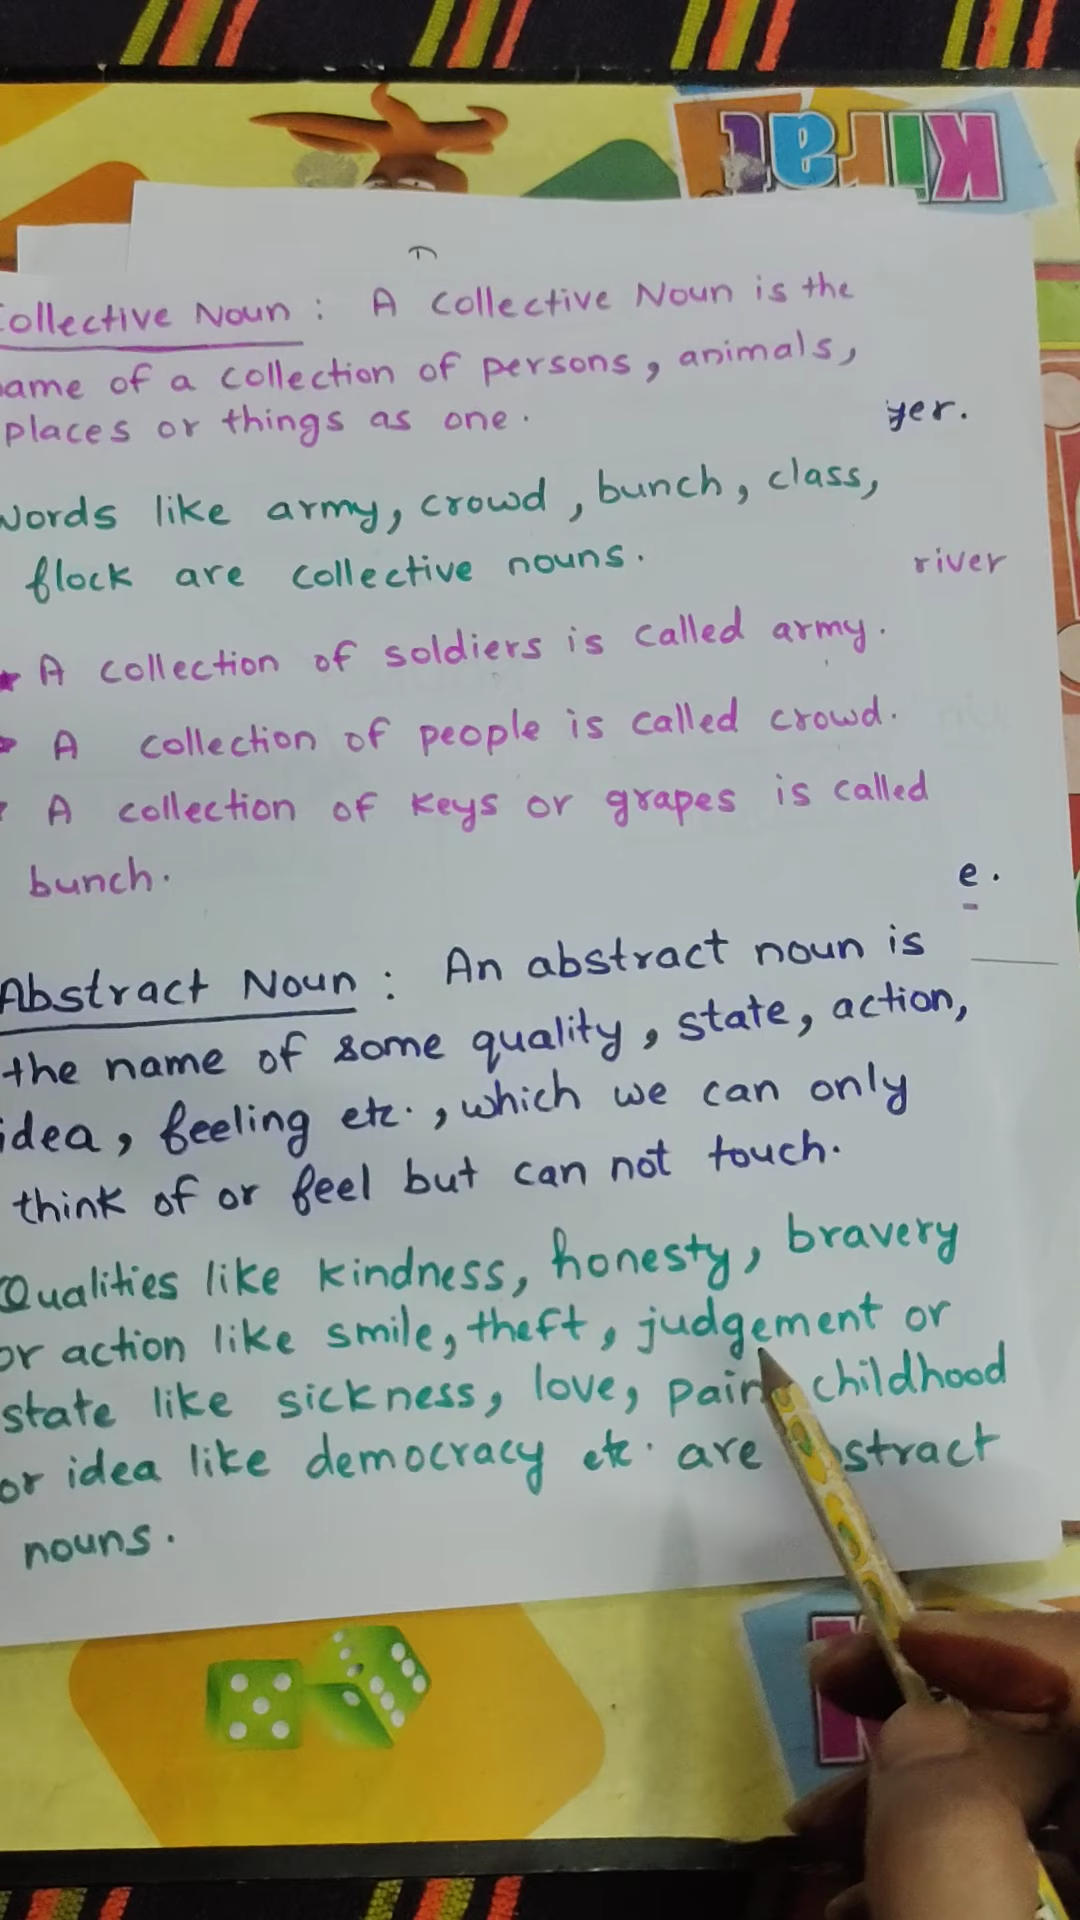 Kirat
Collective Noun : A collective Noun is the
name of a collection of persons, animals,
places or things as one.
yer.
Words like army, crowd, bunch, class,
flock are collective nouns.
river
A collection of soldiers is called army.
A collection of people is called crowd.
A collection of keys or grapes is called
bunch.
e.
Abstract Noun : An abstract noun is
the name of some quality, state, action,
idea, feeling etc., which we can only
think of or feel but can not touch.
Qualities like kindness, honesty, bravery
or action like smile, theft, judgement or
state like sickness, love, pain, childhood
or idea like democracy etc. are abstract
nouns.